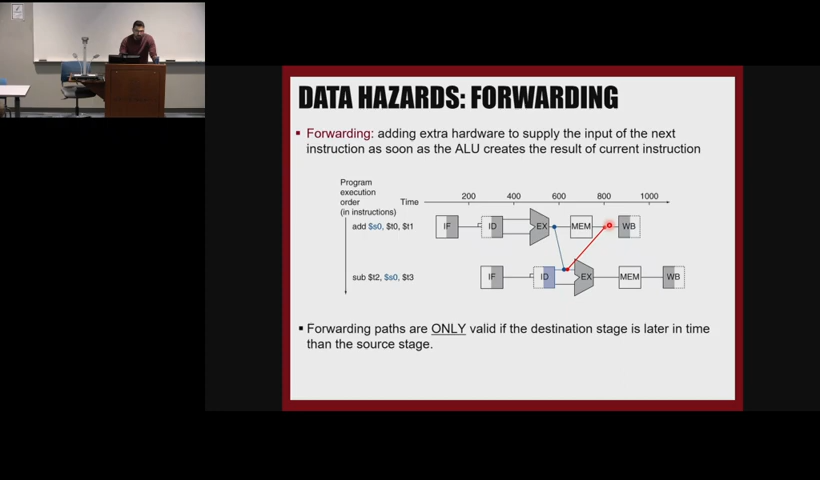 DATA HAZARDS: FORWARDING
▪ Forwarding: adding extra hardware to supply the input of the next
instruction as soon as the ALU creates the result of current instruction
Program
execution
order
(in instructions)
Time
200 400 600 800 1000
add $s0, $t0, $t1
IF ID EX MEM WB
sub $t2, $s0, $t3
IF ID EX MEM WB
▪ Forwarding paths are ONLY valid if the destination stage is later in time
than the source stage.